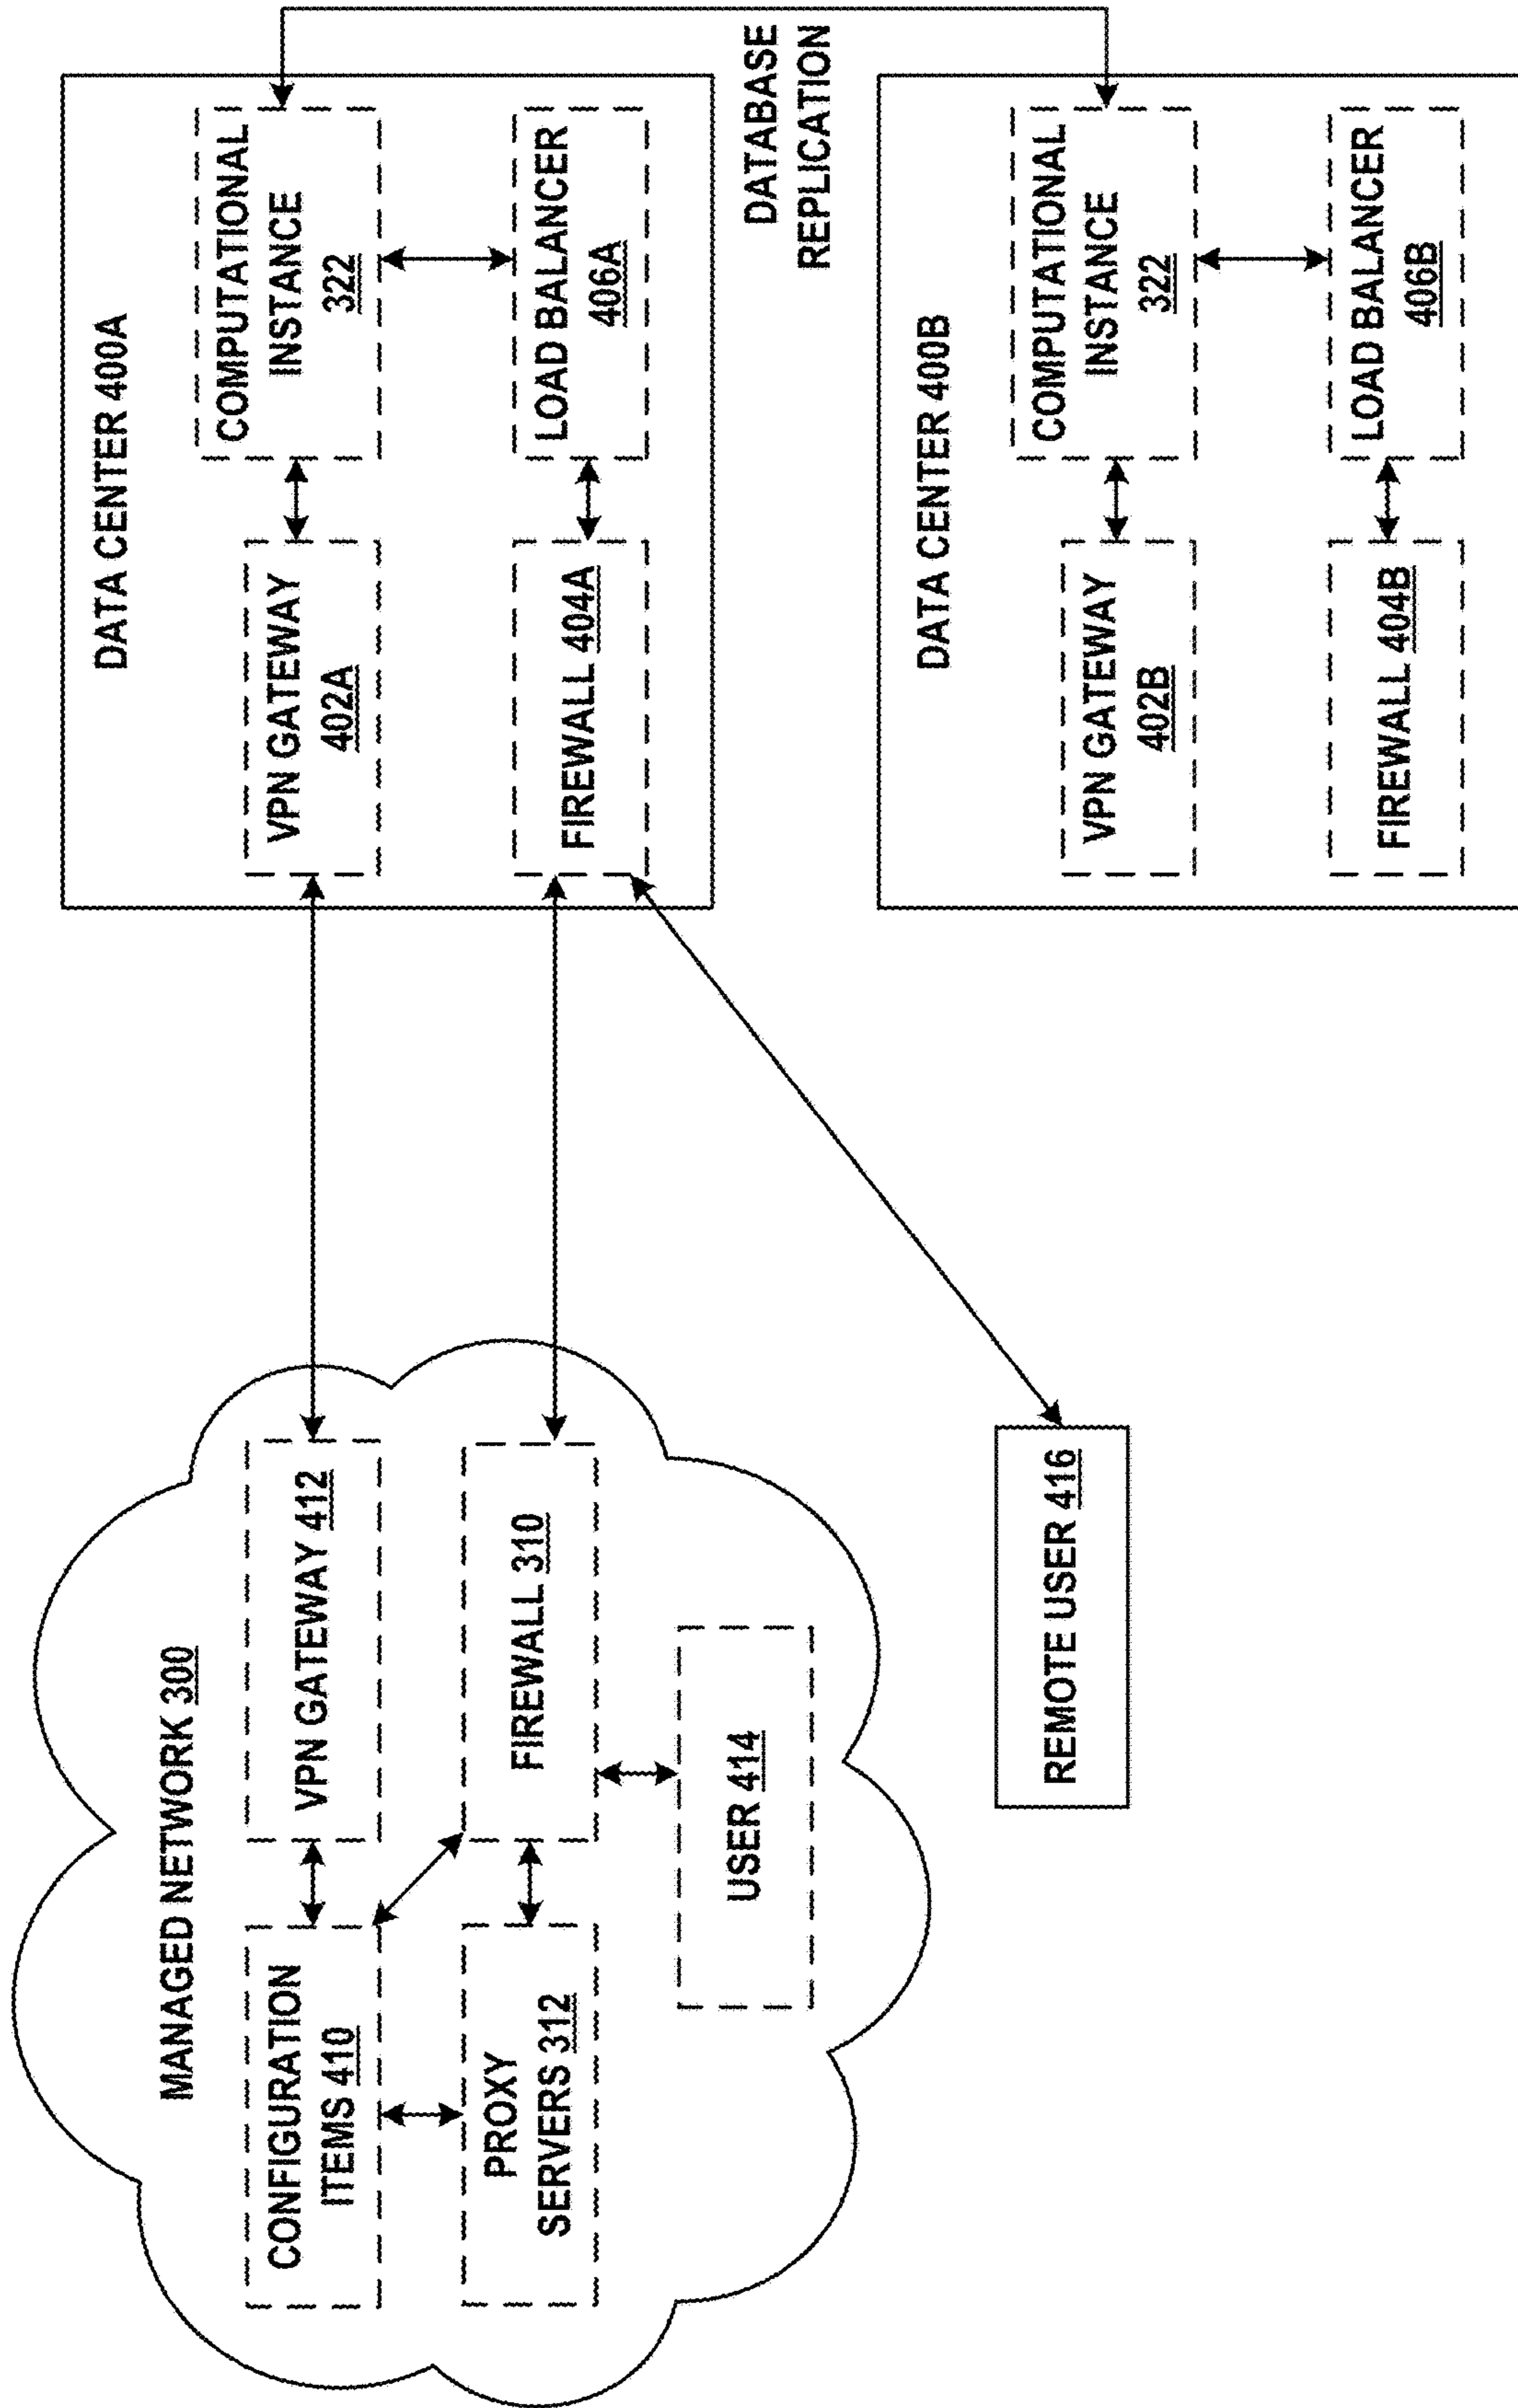 MANAGED NETWORK 300
CONFIGURATION
ITEMS 410
VPN GATEWAY 412
PROXY
SERVERS 312
FIREWALL 310
USER 414
REMOTE USER 416
DATA CENTER 400A
VPN GATEWAY
402A
COMPUTATIONAL
INSTANCE
322
FIREWALL 404A
LOAD BALANCER
406A
DATABASE
REPLICATION
DATA CENTER 400B
VPN GATEWAY
402B
COMPUTATIONAL
INSTANCE
322
FIREWALL 404B
LOAD BALANCER
406B